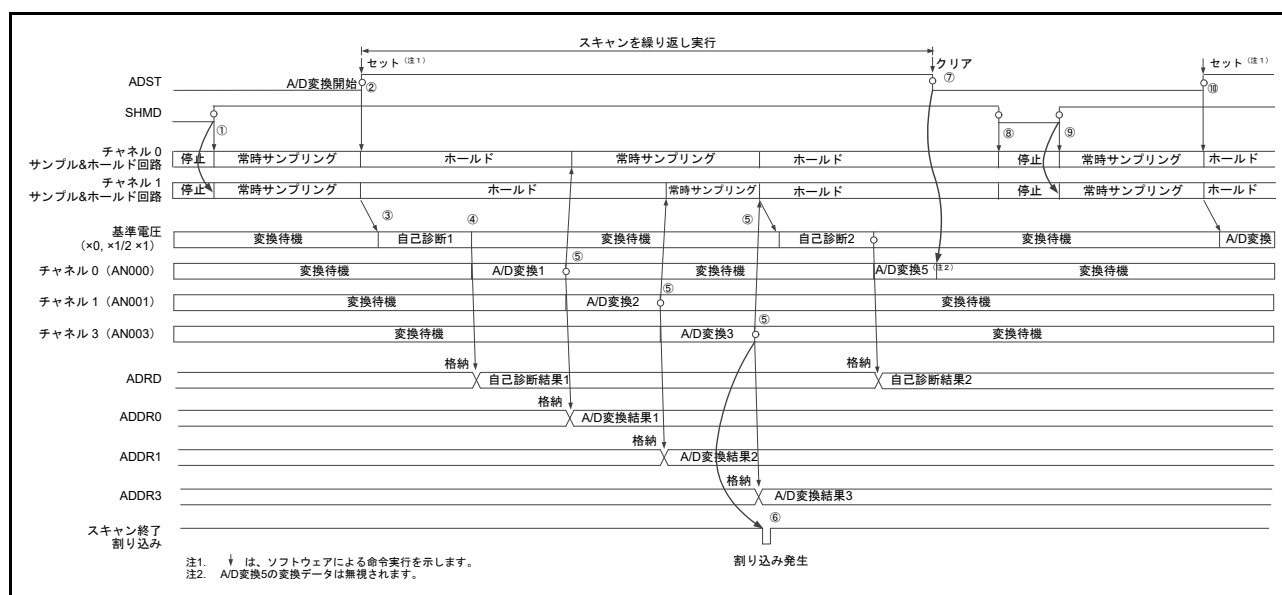 スキャンを繰り返し実行
セット(注1)
クリア
セット(注1)
ADST
A/D変換開始
②
⑦
⑩
SHMD
①
⑧
⑨
チャネル0
サンプル&ホールド回路
停止
常時サンプリング
ホールド
常時サンプリング
ホールド
停止
常時サンプリング
ホールド
チャネル1
サンプル&ホールド回路
停止
常時サンプリング
ホールド
常時サンプリング
ホールド
停止
常時サンプリング
ホールド
③
④
⑤
基準電圧
(×0, ×1/2 ×1)
変換待機
自己診断1
変換待機
自己診断2
変換待機
A/D変換
⑤
チャネル0(AN000)
変換待機
A/D変換1
変換待機
A/D変換5(注2)
変換待機
⑤
チャネル1(AN001)
変換待機
A/D変換2
変換待機
⑤
チャネル3(AN003)
変換待機
A/D変換3
変換待機
ADRD
格納
自己診断結果1
格納
自己診断結果2
ADDR0
格納
A/D変換結果1
ADDR1
格納
A/D変換結果2
ADDR3
格納
A/D変換結果3
スキャン終了
割り込み
⑥
割り込み発生
注1. ↓ は、ソフトウェアによる命令実行を示します。
注2. A/D変換5の変換データは無視されます。